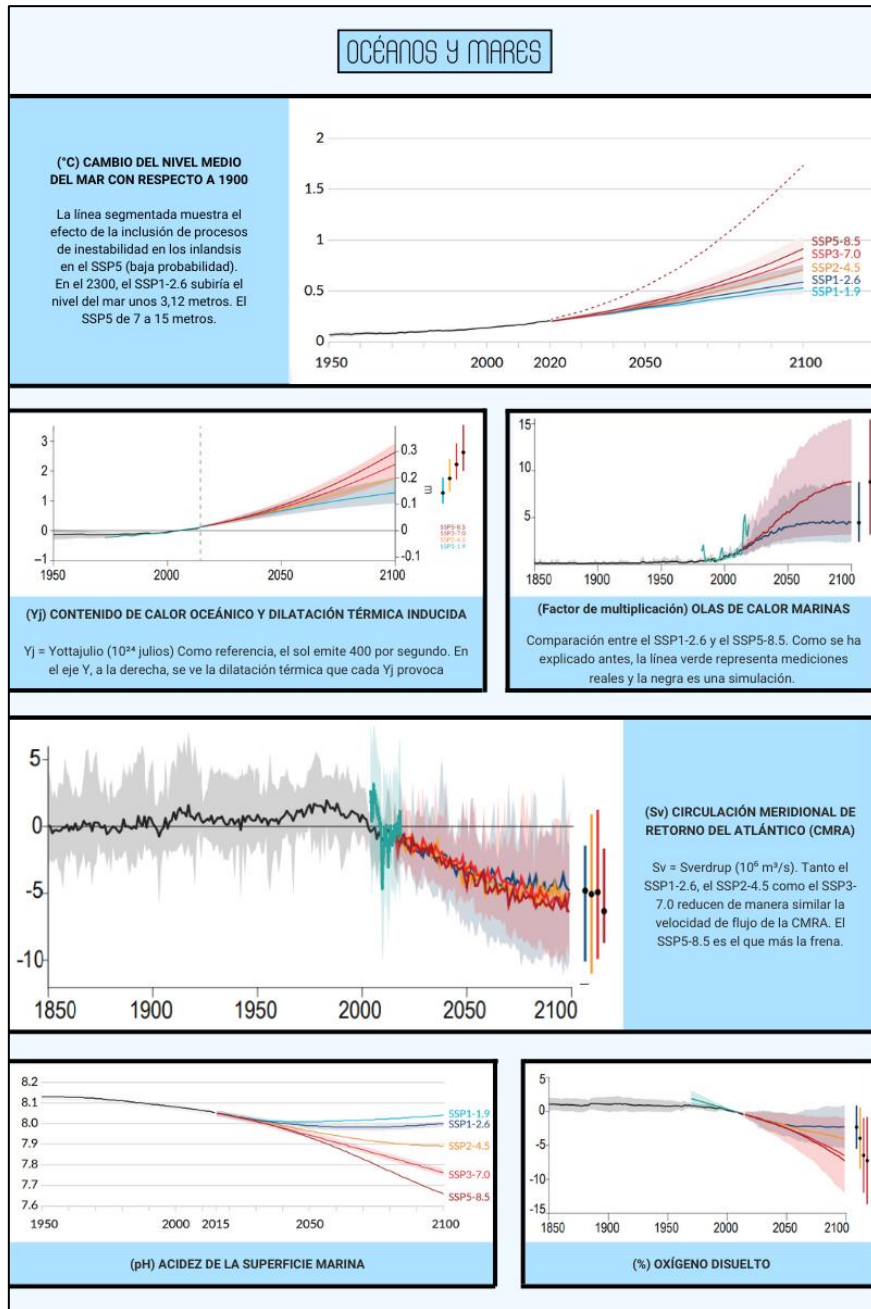 OCÉANOS Y MARES
(°C) CAMBIO DEL NIVEL MEDIO
DEL MAR CON RESPECTO A 1900
La línea segmentada muestra el
efecto de la inclusión de procesos
de inestabilidad en los inlandsis
en el SSP5 (baja probabilidad).
En el 2300, el SSP1-2.6 subiría el
nivel del mar unos 3,12 metros. El
SSP5 de 7 a 15 metros.
2
1.5
1
0.5
0
1950
2000
2020
2050
2100
SSP5-8.5
SSP3-7.0
SSP2-4.5
SSP1-2.6
SSP1-1.9
3
2
1
0
−1
1950
2000
2050
2100
0.3
0.2
0.1
0
-0.1
m
SSP5-8.5
SSP3-7.0
SSP2-4.5
SSP1-1.9
(Yj) CONTENIDO DE CALOR OCEÁNICO Y DILATACIÓN TÉRMICA INDUCIDA
Yj = Yottajulio (10²⁴ julios) Como referencia, el sol emite 400 por segundo. En
el eje Y, a la derecha, se ve la dilatación térmica que cada Yj provoca
15
10
5
1850
1900
1950
2000
2050
2100
(Factor de multiplicación) OLAS DE CALOR MARINAS
Comparación entre el SSP1-2.6 y el SSP5-8.5. Como se ha
explicado antes, la línea verde representa mediciones
reales y la negra es una simulación.
5
0
-5
-10
1850
1900
1950
2000
2050
2100
(Sv) CIRCULACIÓN MERIDIONAL DE
RETORNO DEL ATLÁNTICO (CMRA)
Sv = Sverdrup (10⁶ m³/s). Tanto el
SSP1-2.6, el SSP2-4.5 como el SSP3-
7.0 reducen de manera similar la
velocidad de flujo de la CMRA. El
SSP5-8.5 es el que más la frena.
8.2
8.1
8.0
7.9
7.8
7.7
7.6
1950
2000
2015
2050
2100
SSP1-1.9
SSP1-2.6
SSP2-4.5
SSP3-7.0
SSP5-8.5
(pH) ACIDEZ DE LA SUPERFICIE MARINA
5
0
-5
-10
-15
1850
1900
1950
2000
2050
2100
(%) OXÍGENO DISUELTO